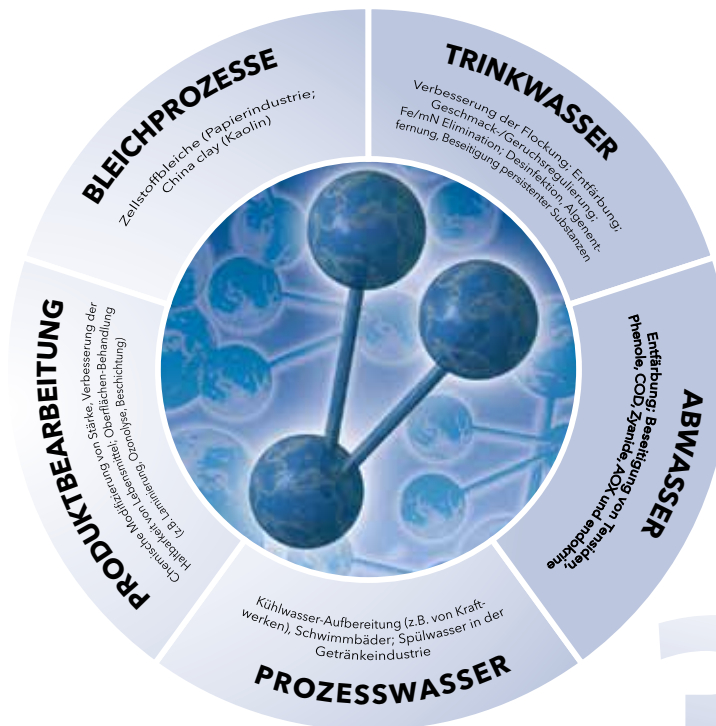 BLEICHPROZESSE
Zellstoffbleiche (Papierindustrie;
China clay (Kaolin)
TRINKWASSER
Verbesserung der Flockung; Entfärbung;
Geschmack-/Geruchsregulierung;
Fe/mN Elimination; Desinfektion, Algenent-
fernung, Beseitigung persistenter Substanzen
ABWASSER
Entfärbung; Beseitigung von Tensiden,
Phenole, COD, Zyanide, AOX und endokrine
PROZESSWASSER
Kühlwasser-Aufbereitung (z.B. von Kraft-
werken), Schwimmbäder; Spülwasser in der
Getränkeindustrie
PRODUKTBEARBEITUNG
Chemische Modifizierung von Stärke, Verbesserung der
Haltbarkeit von Lebensmittel; Oberflächen-Behandlung
(z.B. Laminierung, Ozonolyse, Beschichtung)